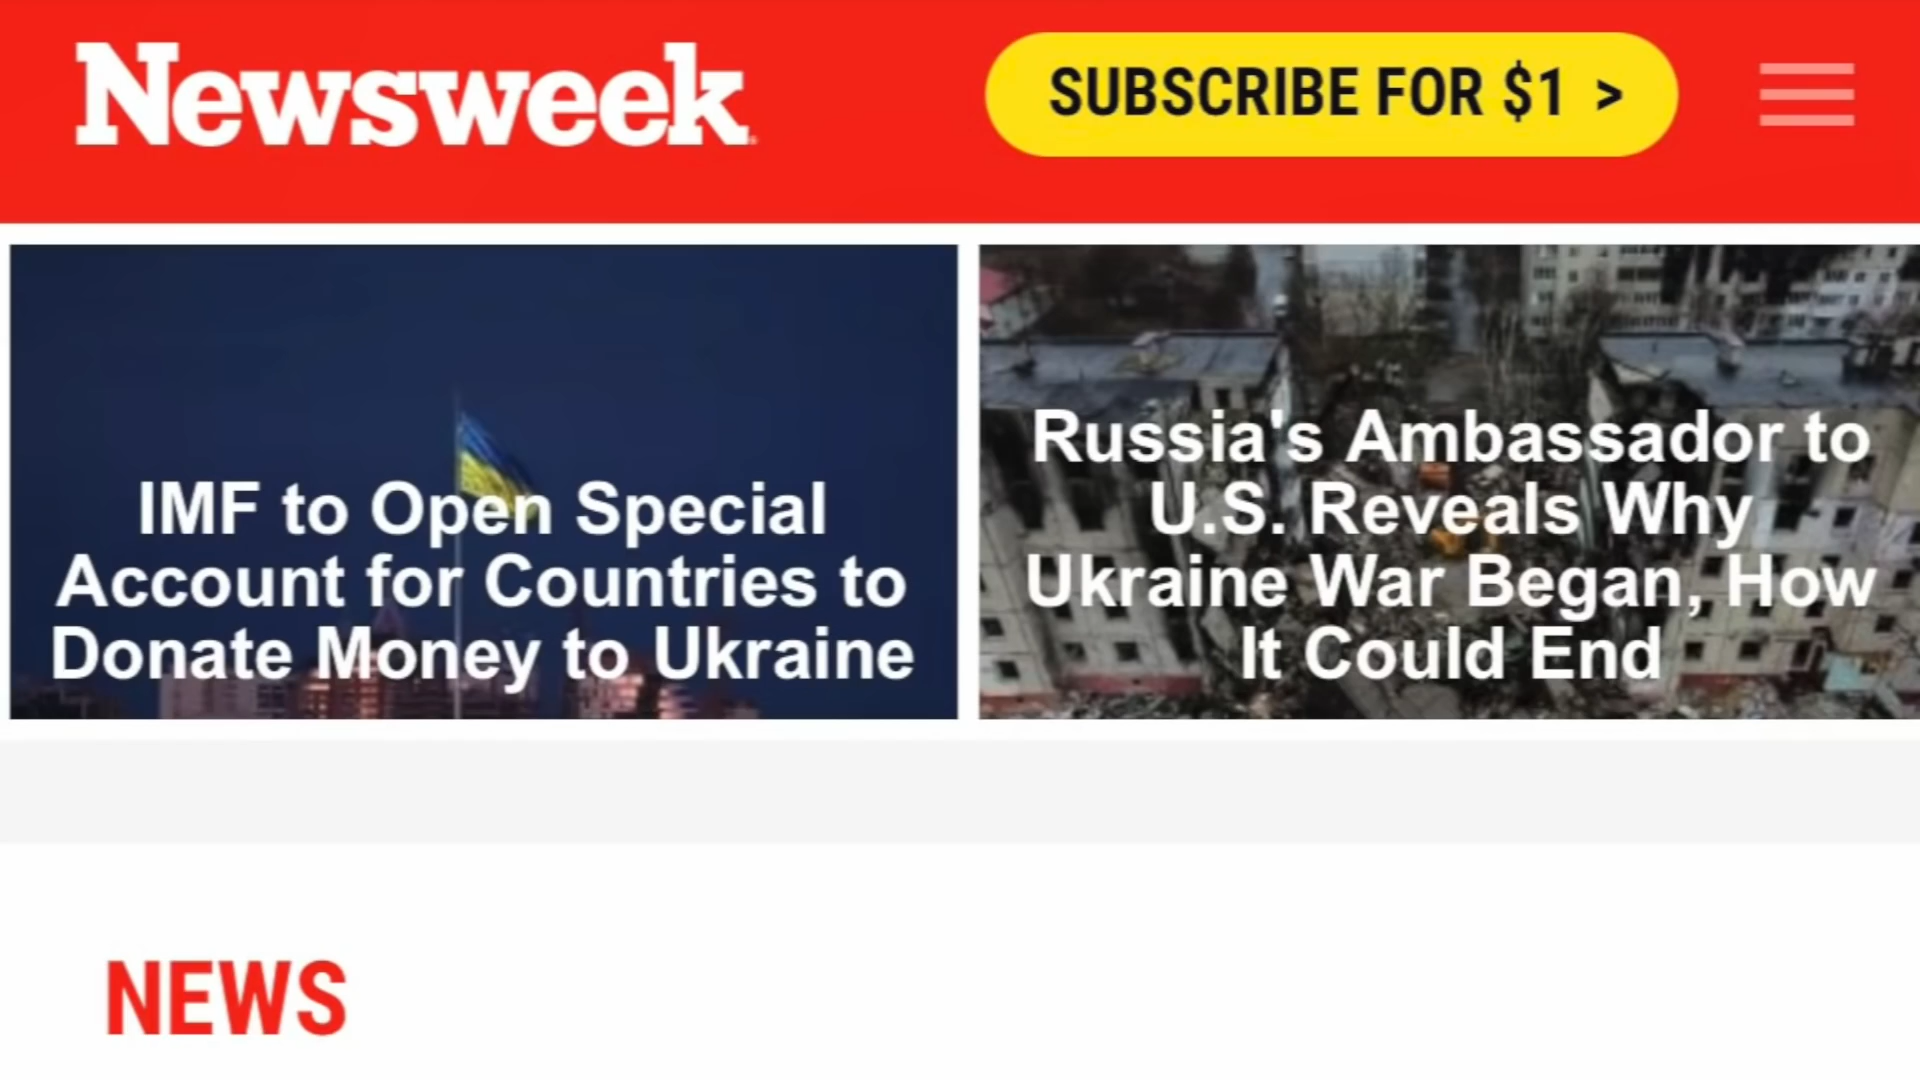 Newsweek
SUBSCRIBE FOR $1 >
IMF to Open Special
Account for Countries to
Donate Money to Ukraine
Russia's Ambassador to
U.S. Reveals Why
Ukraine War Began, How
It Could End
NEWS